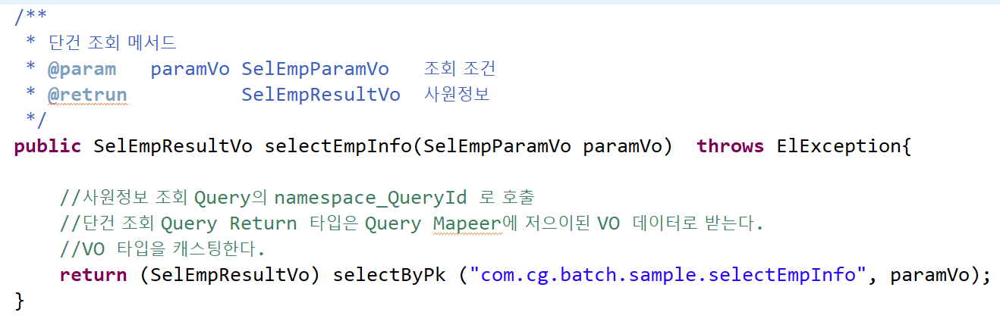 /**
 * 단건 조회 메서드
 * @param   paramVo SelEmpParamVo   조회 조건
 * @retrun          SelEmpResultVo  사원정보
 */
public SelEmpResultVo selectEmpInfo(SelEmpParamVo paramVo)  throws ElException{
    //사원정보 조회 Query의 namespace_QueryId 로 호출
    //단건 조회 Query Return 타입은 Query Mapeer에 저으이된 VO 데이터로 받는다.
    //VO 타입을 캐스팅한다.
    return (SelEmpResultVo) selectByPk ("com.cg.batch.sample.selectEmpInfo", paramVo);
}